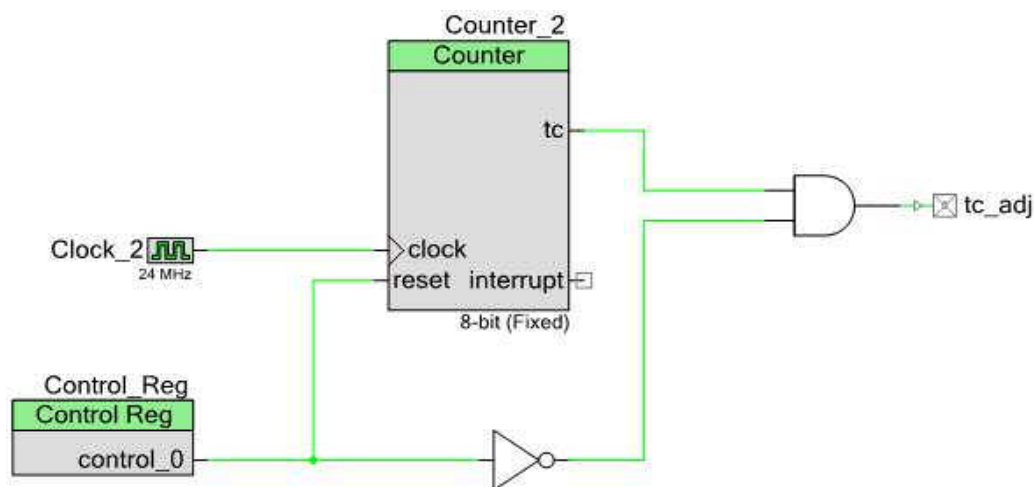 Counter_2
Counter
tc
tc_adj
Clock_2
24 MHz
clock
reset
interrupt
8-bit (Fixed)
Control_Reg
Control Reg
control_0